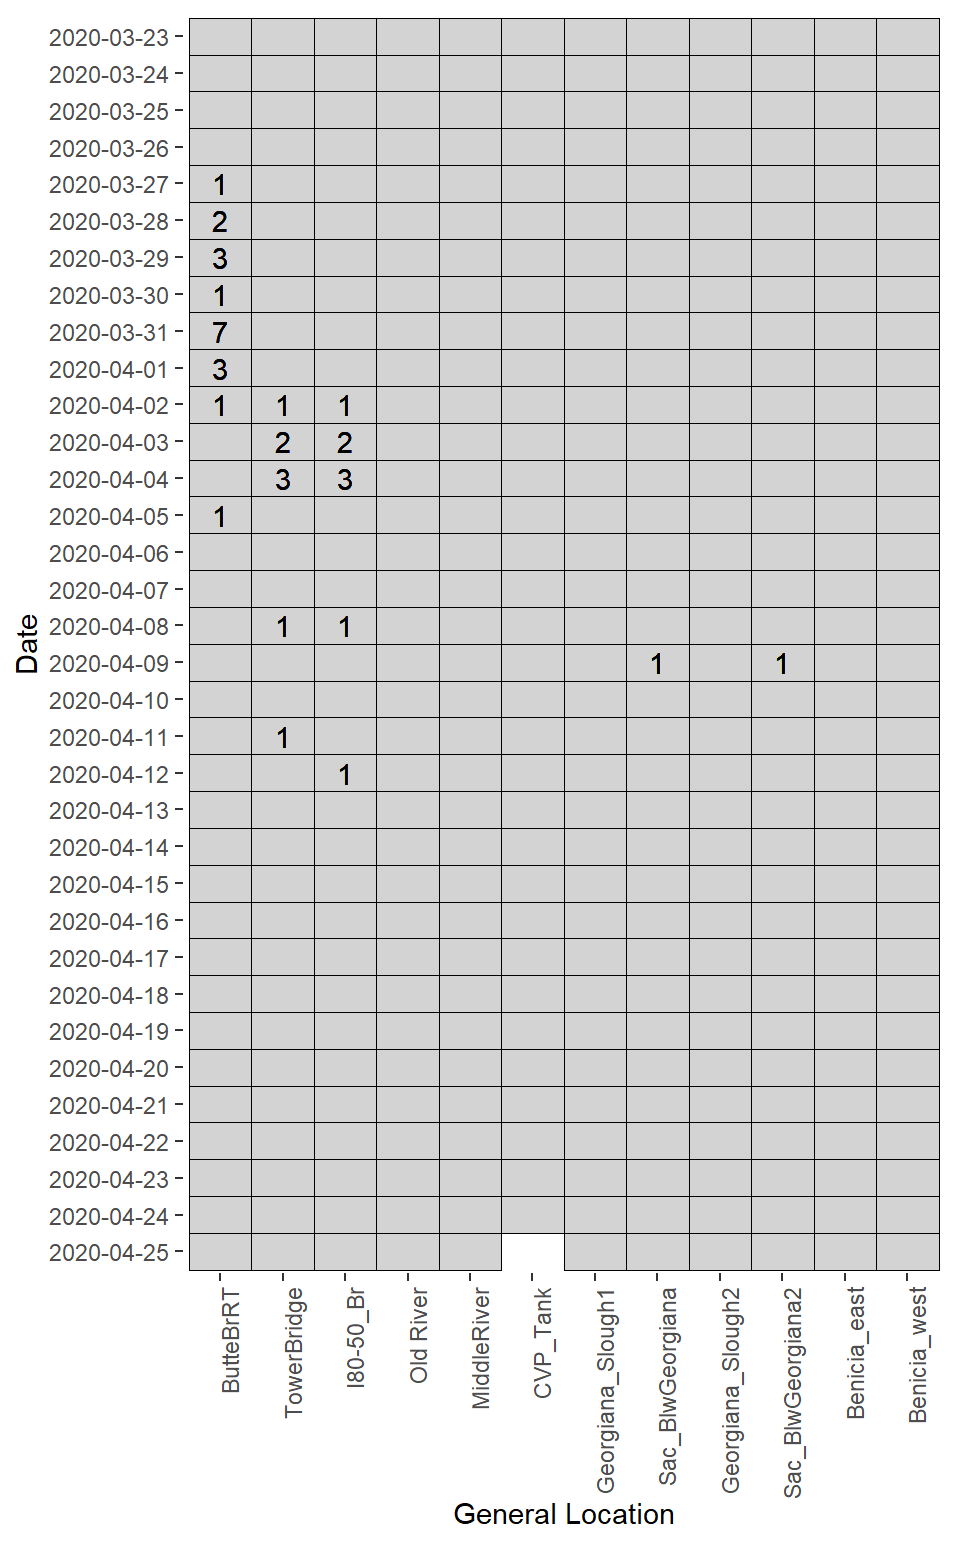 2020-03-23
2020-03-24
2020-03-25
2020-03-26
2020-03-27 1
2020-03-28 2
2020-03-29 3
2020-03-30 1
2020-03-31 7
2020-04-01 3
2020-04-02 1 1 1
2020-04-03 2 2
2020-04-04 3 3
2020-04-05 1
2020-04-06
2020-04-07
2020-04-08 1 1
2020-04-09 1 1
2020-04-10
2020-04-11 1
2020-04-12 1
2020-04-13
2020-04-14
2020-04-15
2020-04-16
2020-04-17
2020-04-18
2020-04-19
2020-04-20
2020-04-21
2020-04-22
2020-04-23
2020-04-24
2020-04-25
Date
ButteBrRT
TowerBridge
I80-50_Br
Old River
MiddleRiver
CVP_Tank
Georgiana_Slough1
Sac_BlwGeorgiana
Georgiana_Slough2
Sac_BlwGeorgiana2
Benicia_east
Benicia_west
General Location